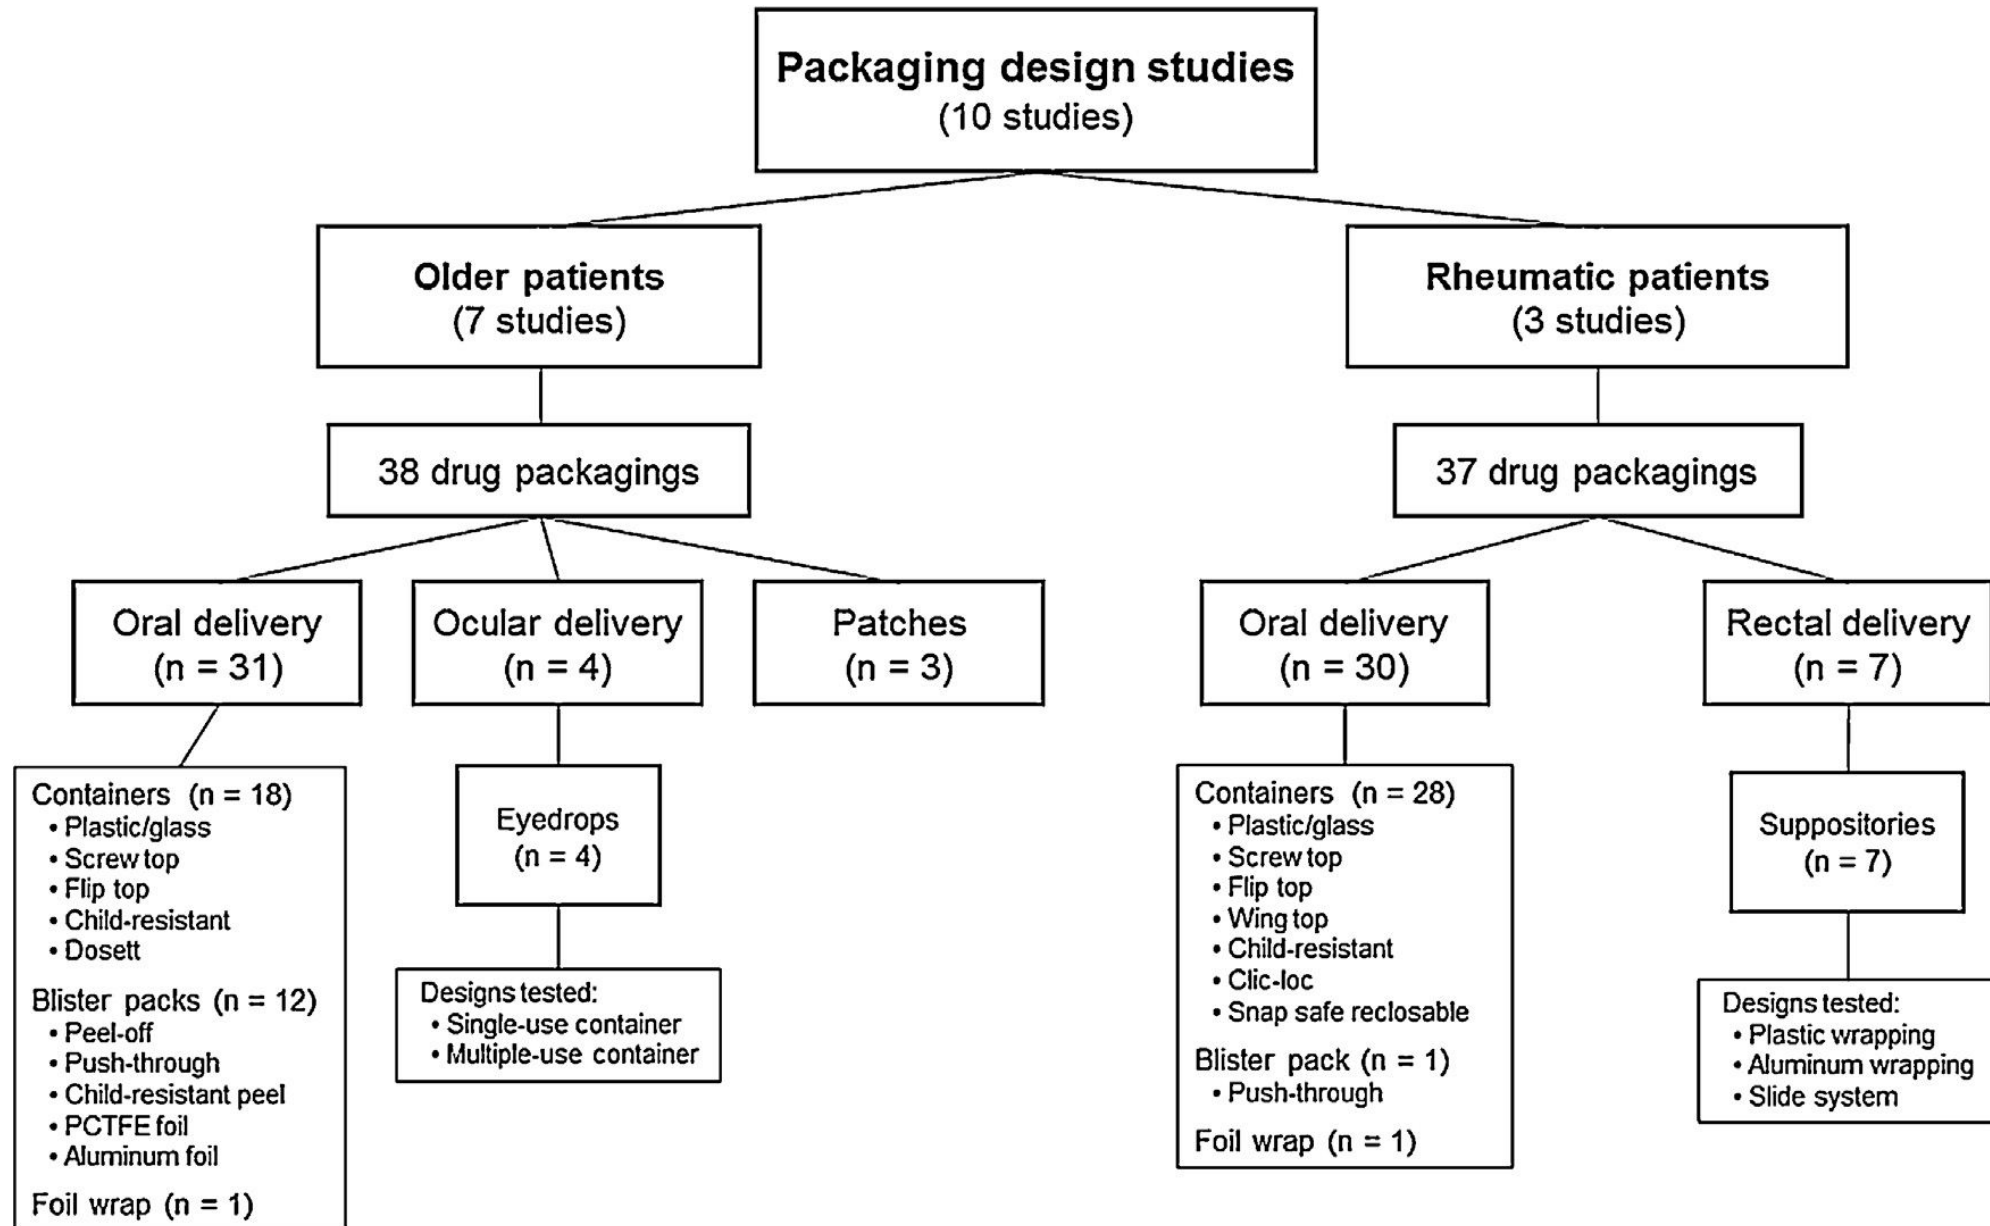 Packaging design studies
(10 studies)
Older patients
(7 studies)
Rheumatic patients
(3 studies)
38 drug packagings
37 drug packagings
Oral delivery
(n = 31)
Ocular delivery
(n = 4)
Patches
(n = 3)
Oral delivery
(n = 30)
Rectal delivery
(n = 7)
Containers (n = 18)
• Plastic/glass
• Screw top
• Flip top
• Child-resistant
• Dosett
Blister packs (n = 12)
• Peel-off
• Push-through
• Child-resistant peel
• PCTFE foil
• Aluminum foil
Foil wrap (n = 1)
Eyedrops
(n = 4)
Designs tested:
• Single-use container
• Multiple-use container
Containers (n = 28)
• Plastic/glass
• Screw top
• Flip top
• Wing top
• Child-resistant
• Clic-loc
• Snap safe reclosable
Blister pack (n = 1)
• Push-through
Foil wrap (n = 1)
Suppositories
(n = 7)
Designs tested:
• Plastic wrapping
• Aluminum wrapping
• Slide system